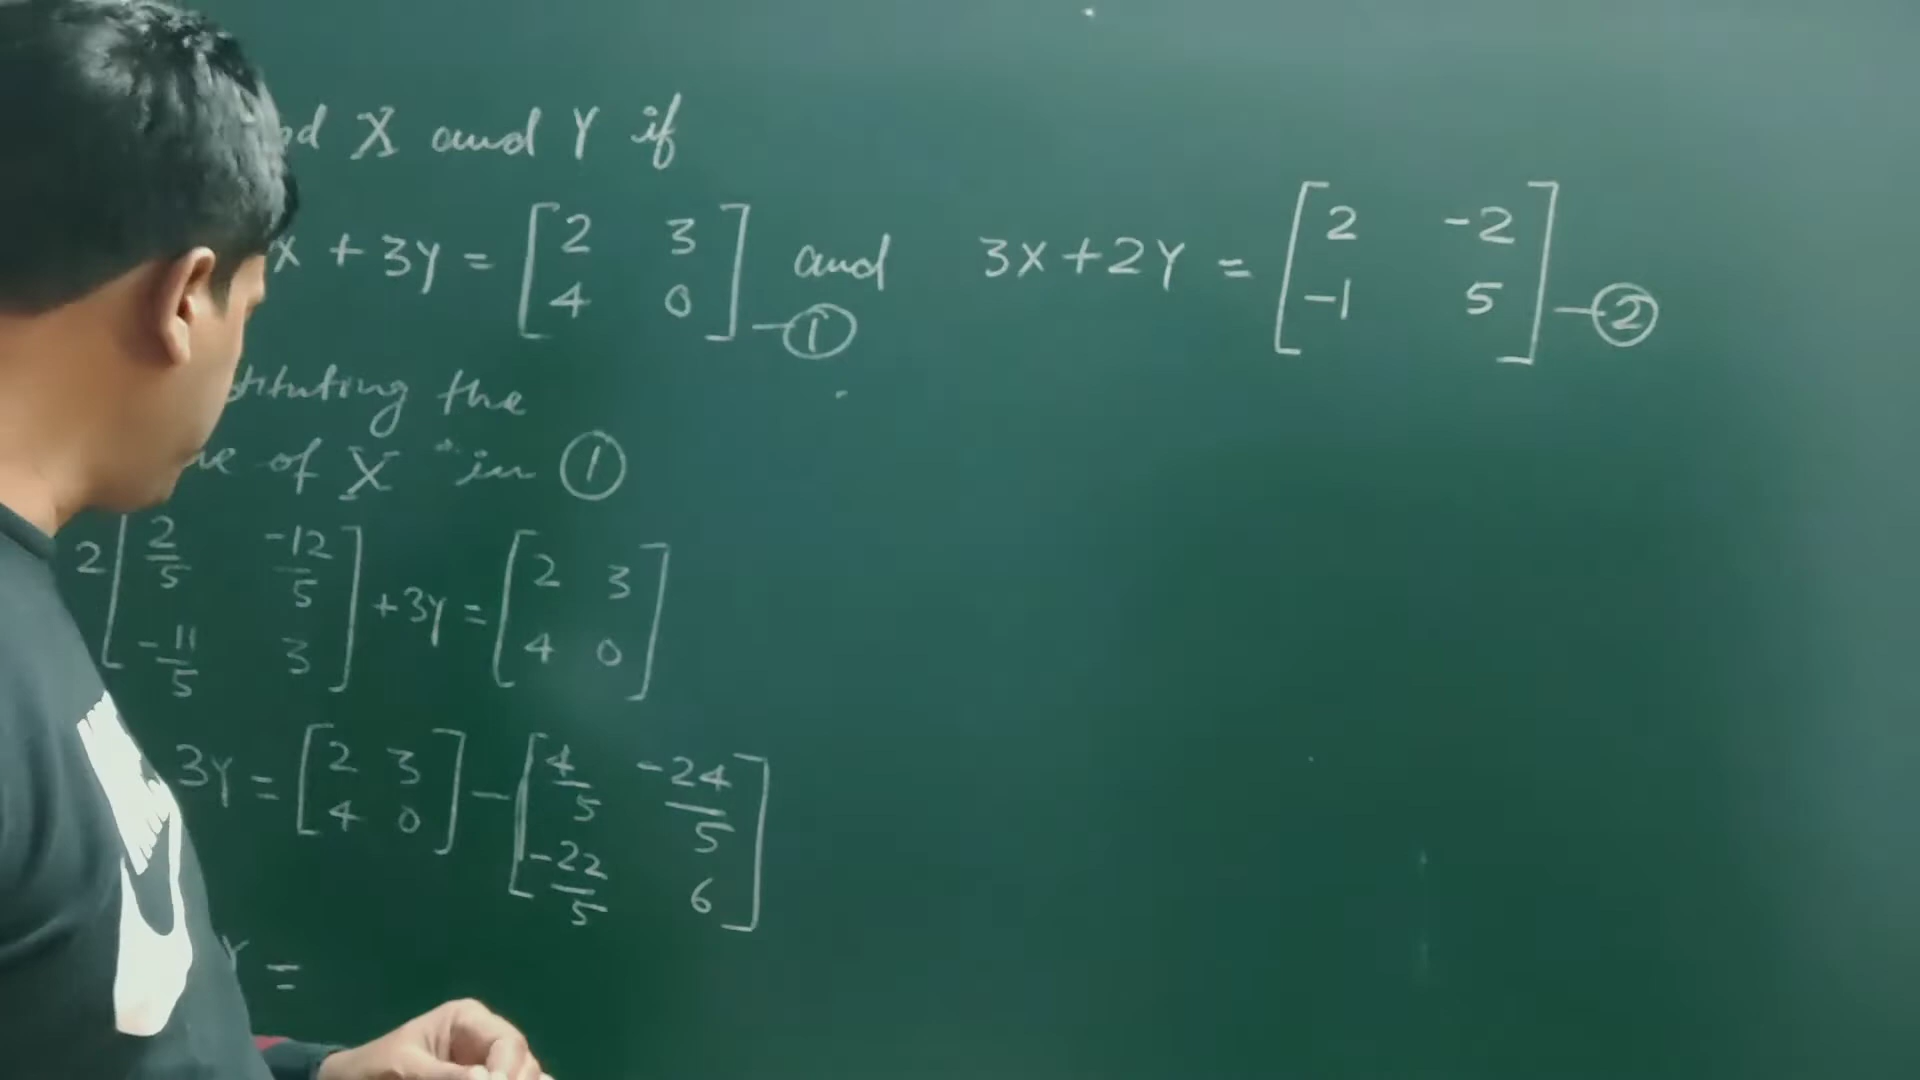 X and Y if
x + 3y = [2 3 4 0] —① and 3X+2Y = [2 -2 -1 5] —②
the
of X in ①
2[2/5 -12/5 -11/5 3] +3y = [2 3 4 0]
3Y = [2 3 4 0] - [4/5 -24/5 -22/5 6]
Y =